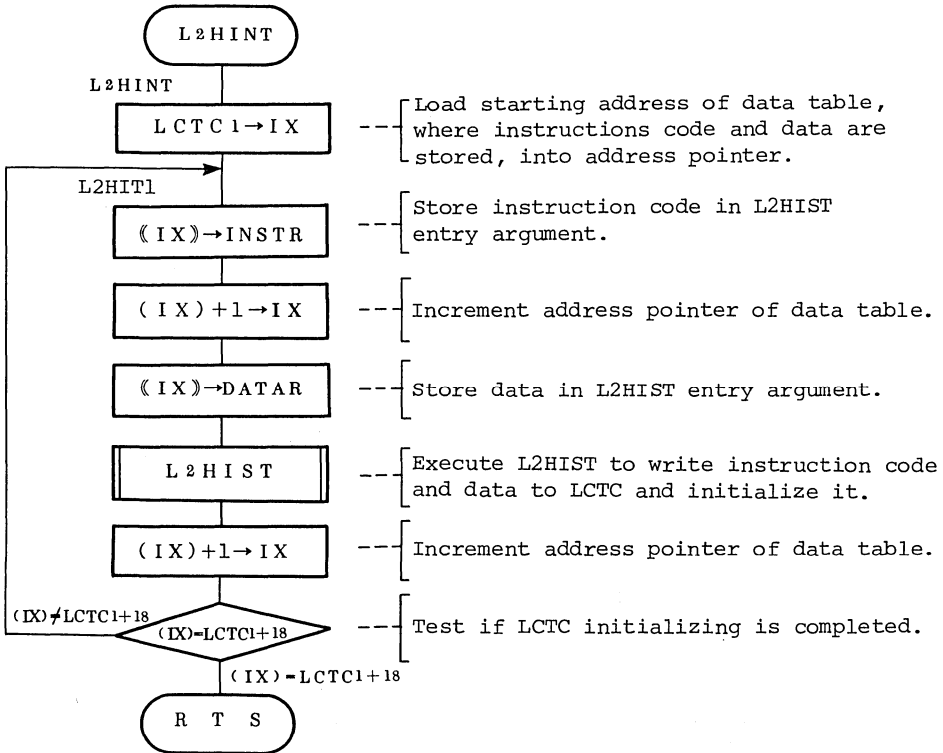 L2HINT
L2HINT
LCTC1→IX
Load starting address of data table,
where instructions code and data are
stored, into address pointer.
L2HIT1
⟪IX⟫→INSTR
Store instruction code in L2HIST
entry argument.
(IX)+1→IX
Increment address pointer of data table.
⟪IX⟫→DATAR
Store data in L2HIST entry argument.
L2HIST
Execute L2HIST to write instruction code
and data to LCTC and initialize it.
(IX)+1→IX
Increment address pointer of data table.
(IX)≠LCTC1+18
(IX)=LCTC1+18
Test if LCTC initializing is completed.
(IX)=LCTC1+18
R T S